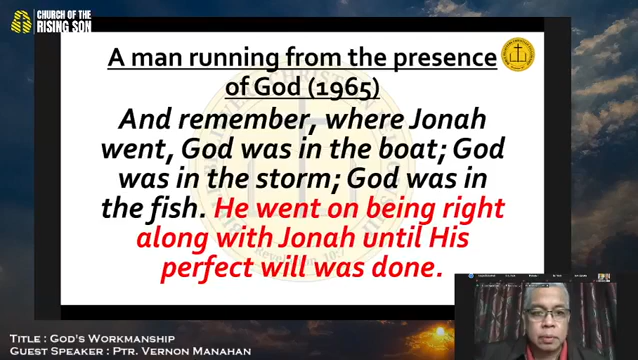 CHURCH OF THE
RISING SON
A man running from the presence
of God (1965)
And remember, where Jonah
went, God was in the boat; God
was in the storm; God was in
the fish. He went on being right
along with Jonah until His
perfect will was done.
TITLE : GOD'S WORKMANSHIP
GUEST SPEAKER : PTR. VERNON MANAHAN